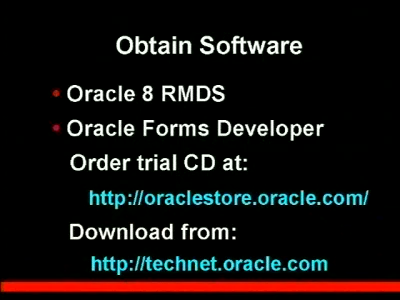 Obtain Software
• Oracle 8 RMDS
• Oracle Forms Developer
Order trial CD at:
http://oraclestore.oracle.com/
Download from:
http://technet.oracle.com